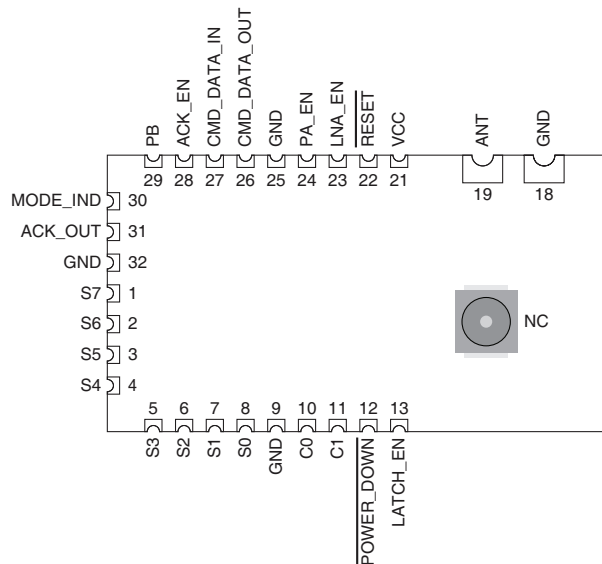 PB
ACK_EN
CMD_DATA_IN
CMD_DATA_OUT
GND
PA_EN
LNA_EN
RESET
VCC
ANT
GND
29 28 27 26 25 24 23 22 21 19 18
MODE_IND 30
ACK_OUT 31
GND 32
S7 1
S6 2
S5 3
S4 4
NC
5 6 7 8 9 10 11 12 13
S3
S2
S1
S0
GND
C0
C1
POWER_DOWN
LATCH_EN